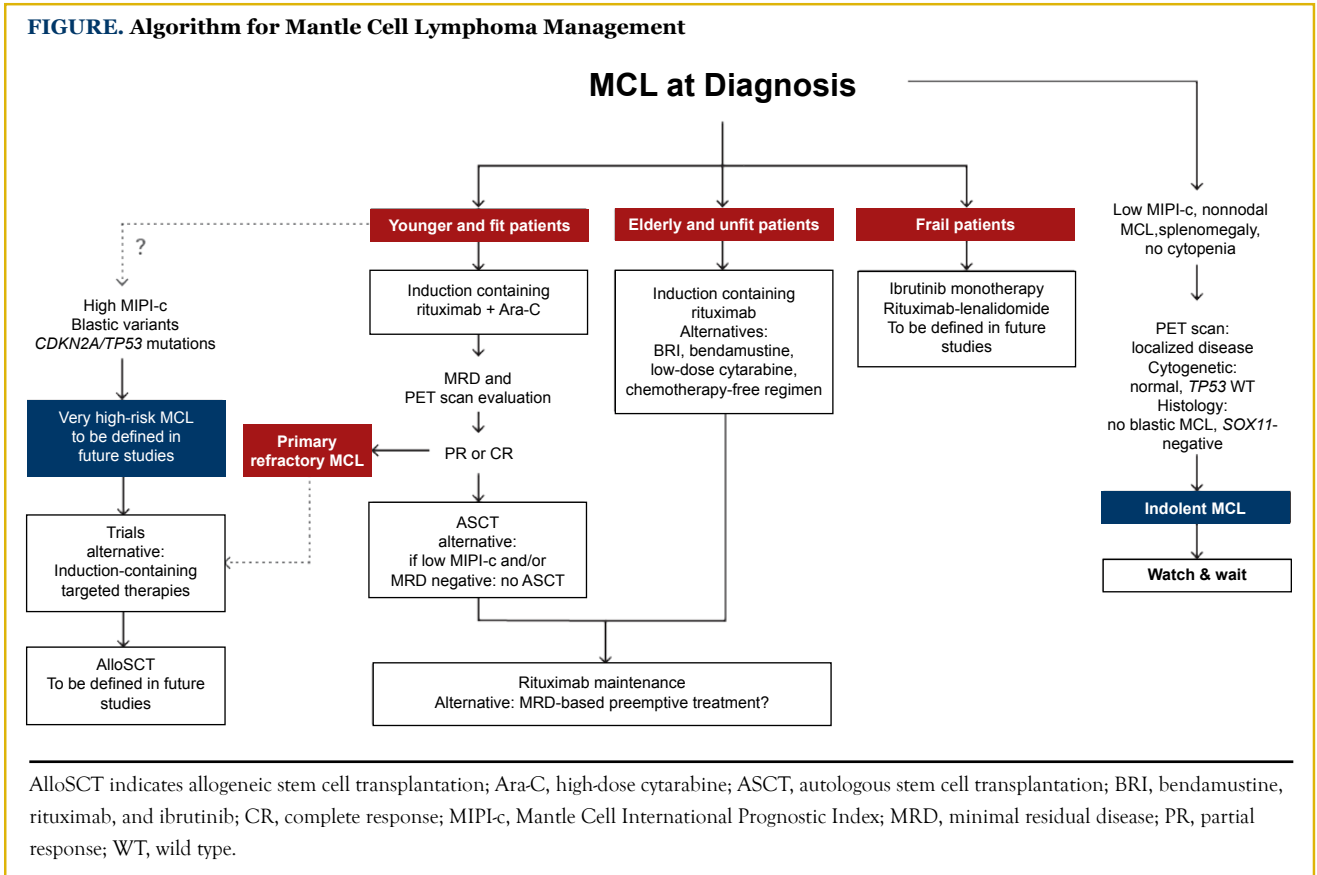 FIGURE. Algorithm for Mantle Cell Lymphoma Management
MCL at Diagnosis
?
High MIPI-c
Blastic variants
CDKN2A/TP53 mutations
Very high-risk MCL
to be defined in
future studies
Trials
alternative:
Induction-containing
targeted therapies
AlloSCT
To be defined in future
studies
Primary
refractory MCL
Younger and fit patients
Induction containing
rituximab + Ara-C
MRD and
PET scan evaluation
PR or CR
ASCT
alternative:
if low MIPI-c and/or
MRD negative: no ASCT
Elderly and unfit patients
Induction containing
rituximab
Alternatives:
BRI, bendamustine,
low-dose cytarabine,
chemotherapy-free regimen
Rituximab maintenance
Alternative: MRD-based preemptive treatment?
Frail patients
Ibrutinib monotherapy
Rituximab-lenalidomide
To be defined in future
studies
Low MIPI-c, nonnodal
MCL,splenomegaly,
no cytopenia
PET scan:
localized disease
Cytogenetic:
normal, TP53 WT
Histology:
no blastic MCL, SOX11-
negative
Indolent MCL
Watch & wait
AlloSCT indicates allogeneic stem cell transplantation; Ara-C, high-dose cytarabine; ASCT, autologous stem cell transplantation; BRI, bendamustine,
rituximab, and ibrutinib; CR, complete response; MIPI-c, Mantle Cell International Prognostic Index; MRD, minimal residual disease; PR, partial
response; WT, wild type.